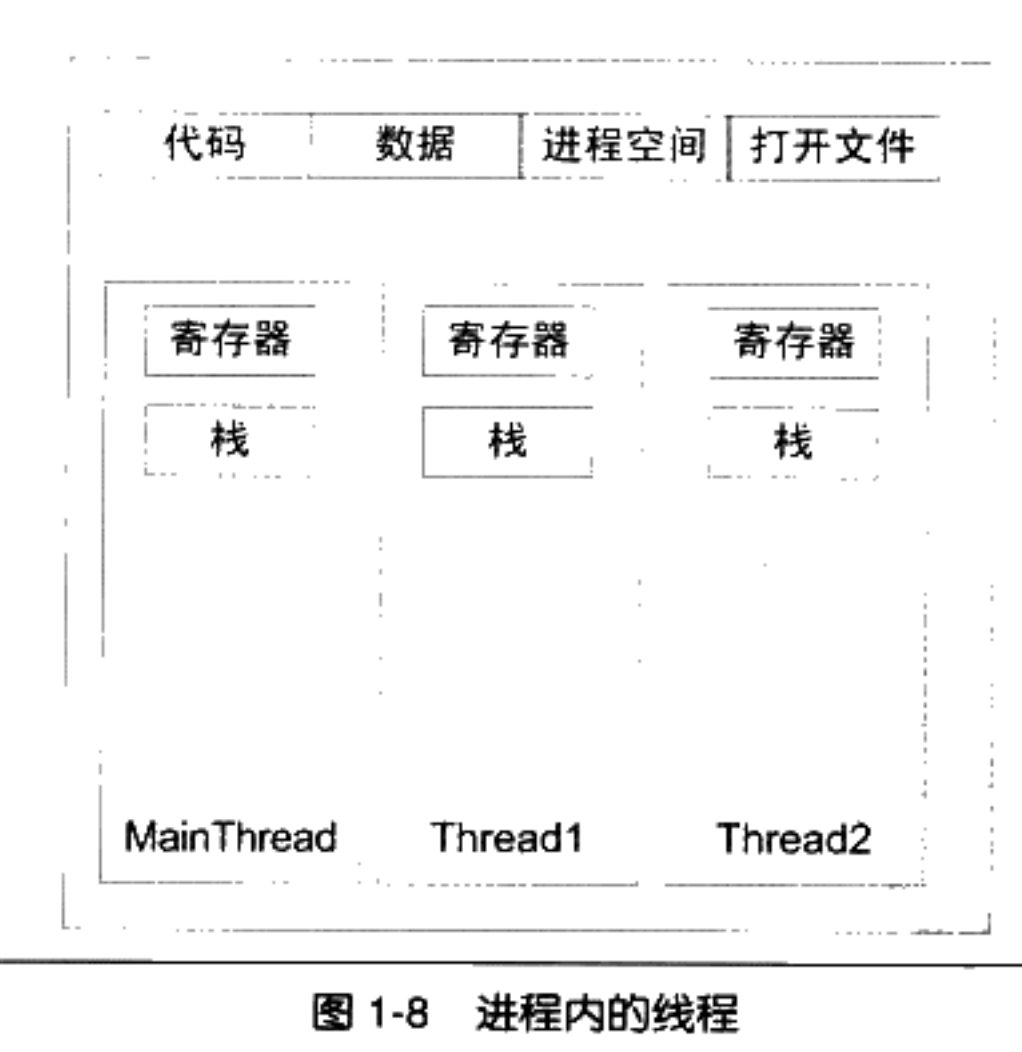 代码 数据 进程空间 打开文件
寄存器 寄存器 寄存器
栈 栈 栈
MainThread Thread1 Thread2
图 1-8 进程内的线程